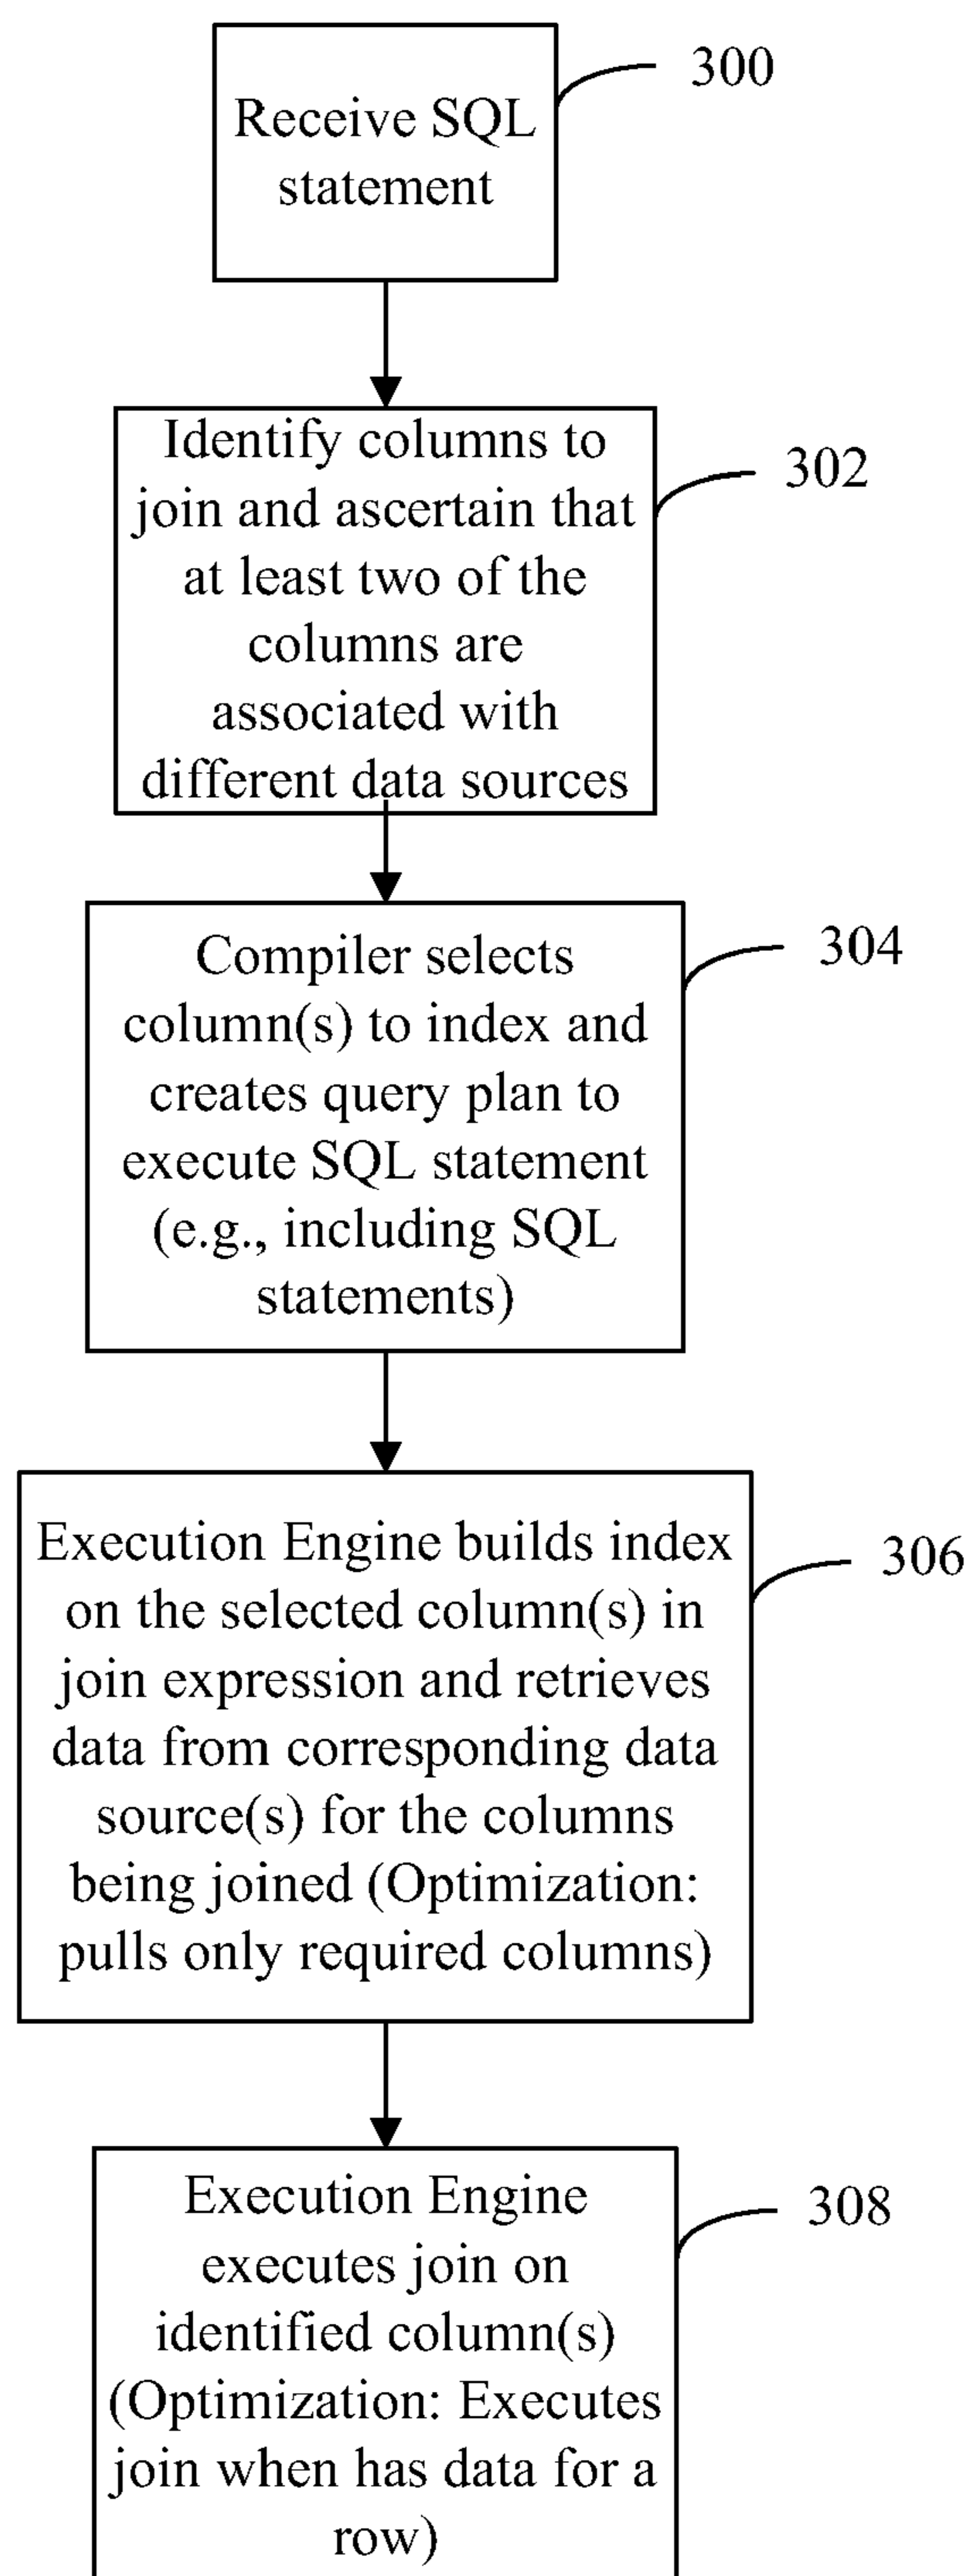 Receive SQL
statement
300
Identify columns to
join and ascertain that
at least two of the
columns are
associated with
different data sources
302
Compiler selects
column(s) to index and
creates query plan to
execute SQL statement
(e.g., including SQL
statements)
304
Execution Engine builds index
on the selected column(s) in
join expression and retrieves
data from corresponding data
source(s) for the columns
being joined (Optimization:
pulls only required columns)
306
Execution Engine
executes join on
identified column(s)
(Optimization: Executes
join when has data for a
row)
308